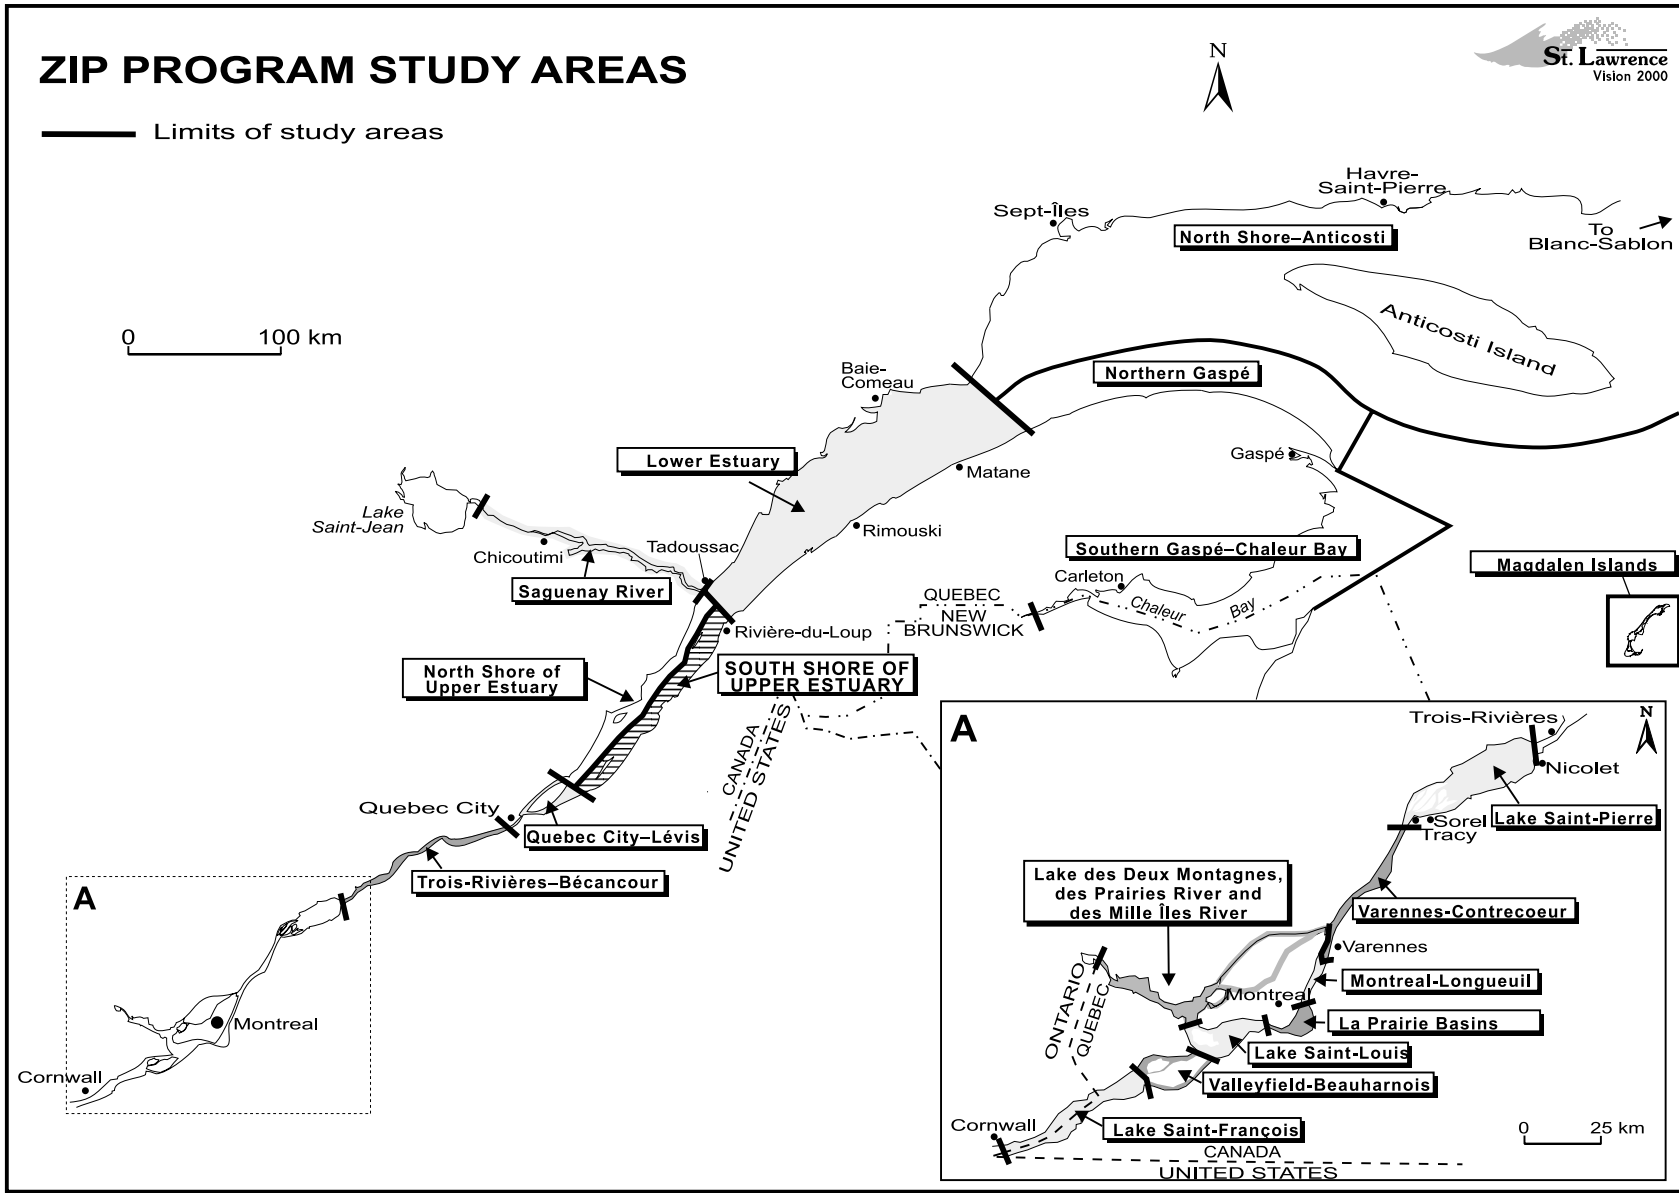 ZIP PROGRAM STUDY AREAS
Limits of study areas
N
St. Lawrence
Vision 2000
0
100 km
Havre-
Saint-Pierre
Sept-Îles
North Shore–Anticosti
To
Blanc-Sablon
Anticosti Island
Baie-
Comeau
Northern Gaspé
Lower Estuary
Matane
Gaspé
Lake
Saint-Jean
Rimouski
Chicoutimi
Tadoussac
Southern Gaspé–Chaleur Bay
Saguenay River
Carleton
Magdalen Islands
QUEBEC
NEW
BRUNSWICK
Chaleur
Bay
Rivière-du-Loup
North Shore of
Upper Estuary
SOUTH SHORE OF
UPPER ESTUARY
CANADA
UNITED STATES
Quebec City
Quebec City–Lévis
Trois-Rivières–Bécancour
A
Montreal
Cornwall
A
N
Trois-Rivières
Nicolet
Lake Saint-Pierre
Sorel
Tracy
Lake des Deux Montagnes,
des Prairies River and
des Mille Îles River
Varennes-Contrecoeur
Varennes
Montreal-Longueuil
Montreal
ONTARIO
QUEBEC
La Prairie Basins
Lake Saint-Louis
Valleyfield-Beauharnois
Cornwall
Lake Saint-François
0
25 km
CANADA
UNITED STATES